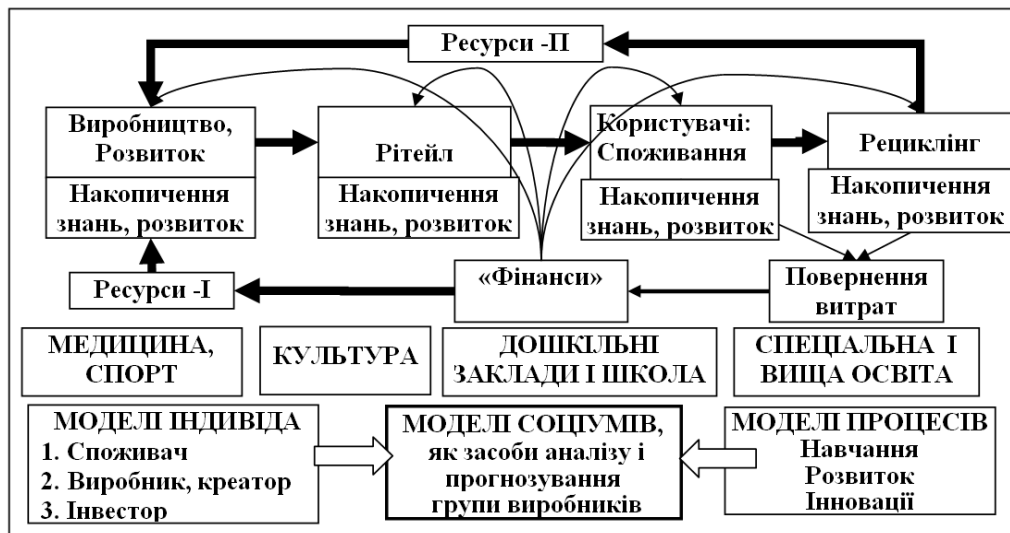 Ресурси -П
Виробництво,
Розвиток
Накопичення
знань, розвиток
Рітейл
Накопичення
знань, розвиток
Користувачі:
Споживання
Накопичення
знань, розвиток
Рециклінг
Накопичення
знань, розвиток
Ресурси -І
«Фінанси»
Повернення
витрат
МЕДИЦИНА,
СПОРТ
КУЛЬТУРА
ДОШКІЛЬНІ
ЗАКЛАДИ І ШКОЛА
СПЕЦІАЛЬНА І
ВИЩА ОСВІТА
МОДЕЛІ ІНДИВІДА
1. Споживач
2. Виробник, креатор
3. Інвестор
МОДЕЛІ СОЦІУМІВ,
як засоби аналізу і
прогнозування
групи виробників
МОДЕЛІ ПРОЦЕСІВ
Навчання
Розвиток
Інновації